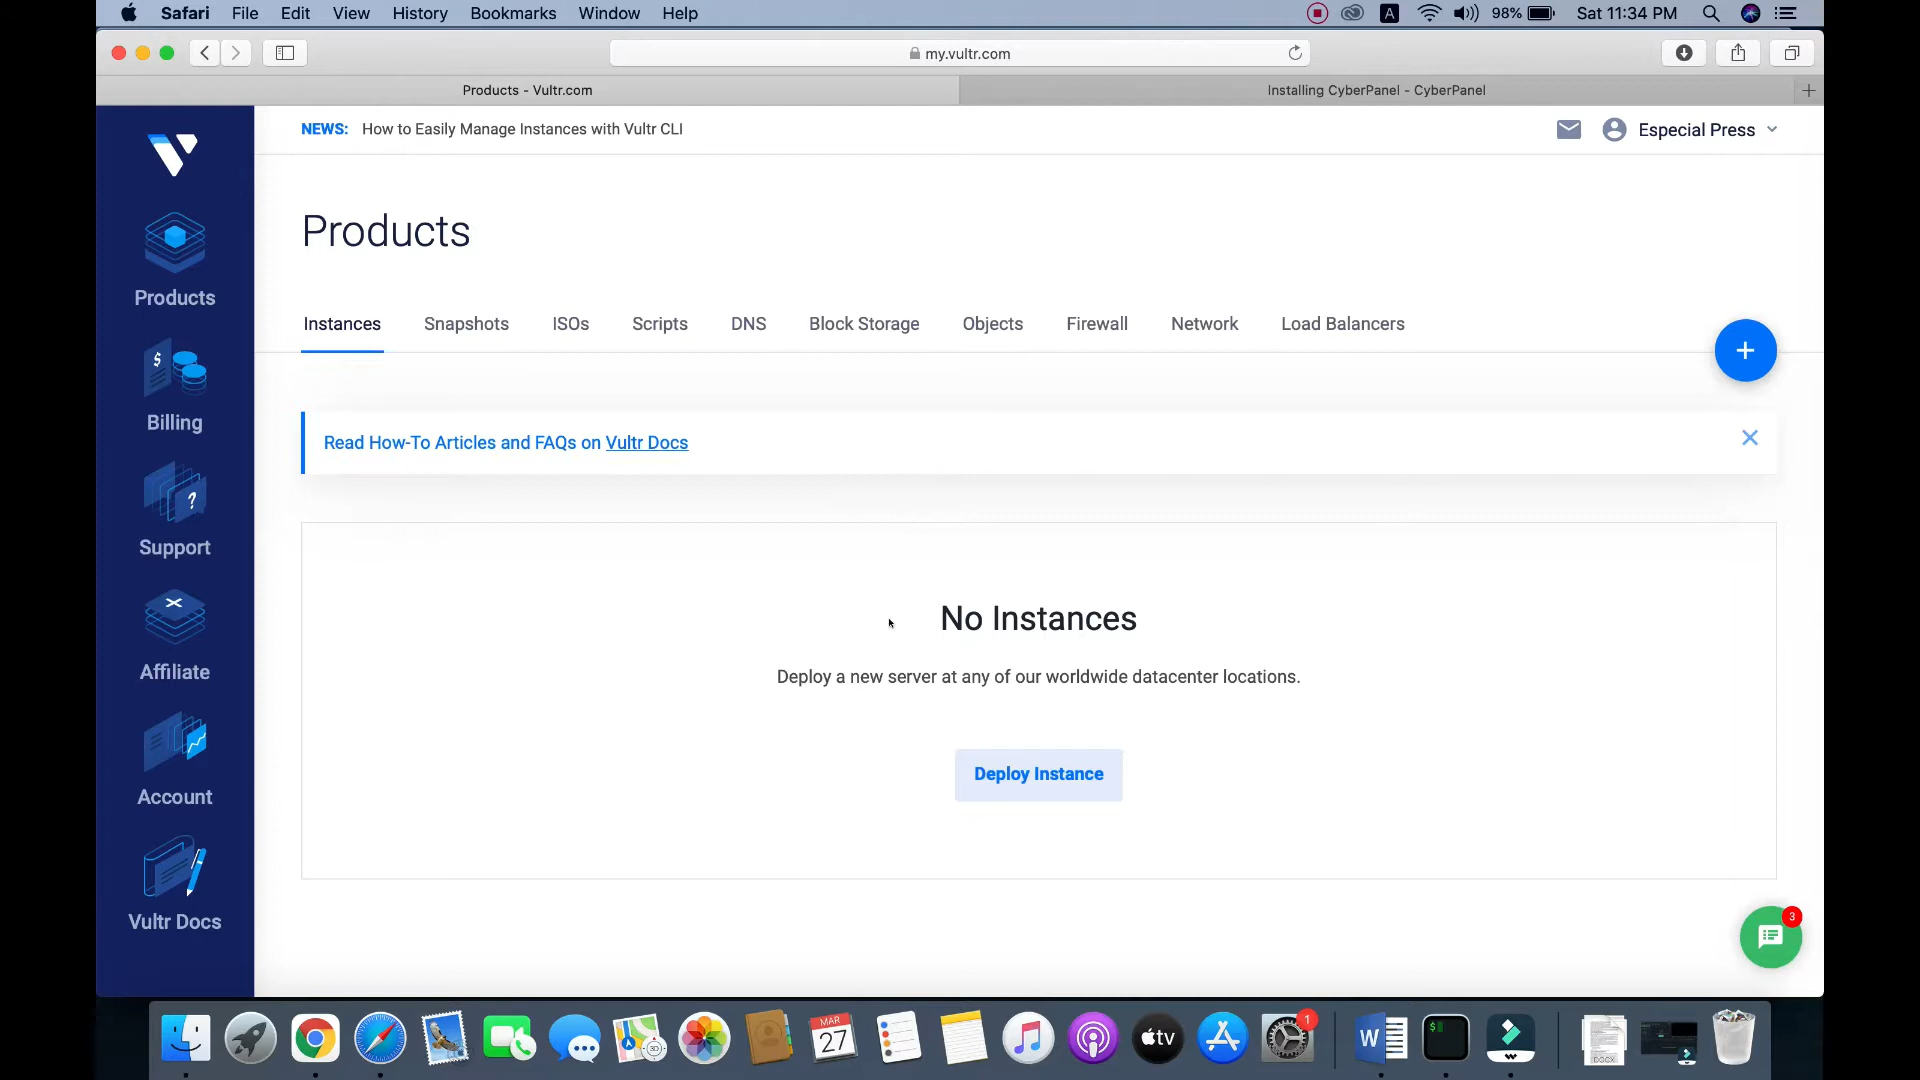 Safari File Edit View History Bookmarks Window Help A 98% Sat 11:34 PM
my.vultr.com
Products - Vultr.com Installing CyberPanel - CyberPanel
NEWS: How to Easily Manage Instances with Vultr CLI Especial Press
Products
Instances Snapshots ISOs Scripts DNS Block Storage Objects Firewall Network Load Balancers
+
Read How-To Articles and FAQs on Vultr Docs
No Instances
Deploy a new server at any of our worldwide datacenter locations.
Deploy Instance
Products
$
Billing
?
Support
Affiliate
Account
Vultr Docs
3
MAR
27
tv
1
W
$
DOCX